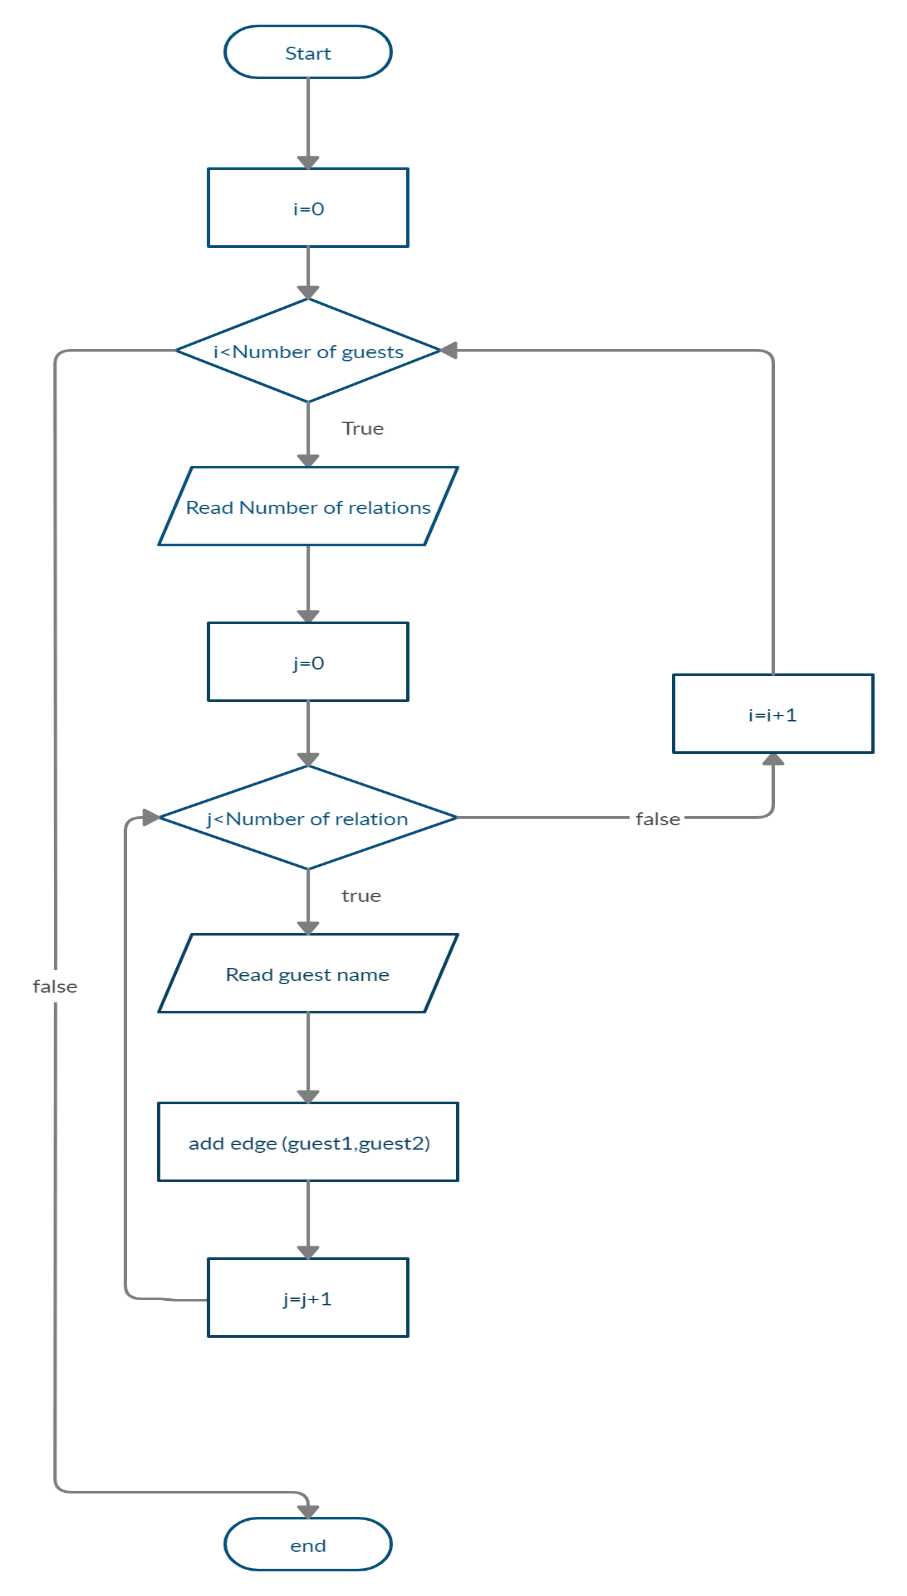 Start
i=0
i<Number of guests
True
Read Number of relations
j=0
i=i+1
j<Number of relation
false
true
Read guest name
false
add edge (guest1,guest2)
j=j+1
end